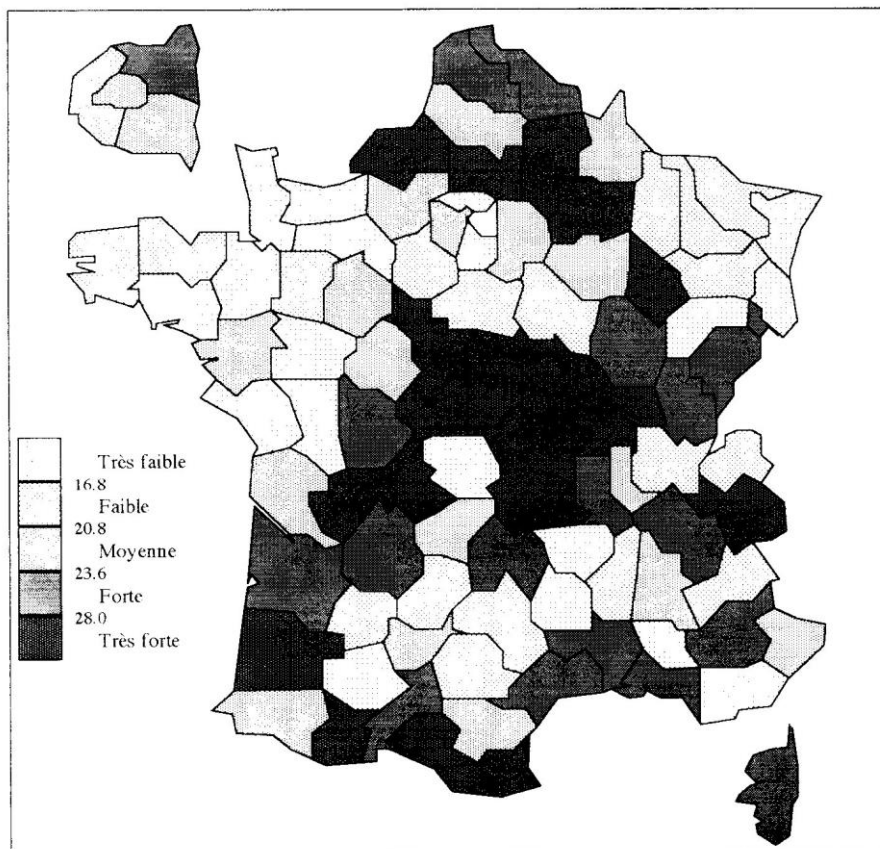 Très faible
16.8
Faible
20.8
Moyenne
23.6
Forte
28.0
Très forte